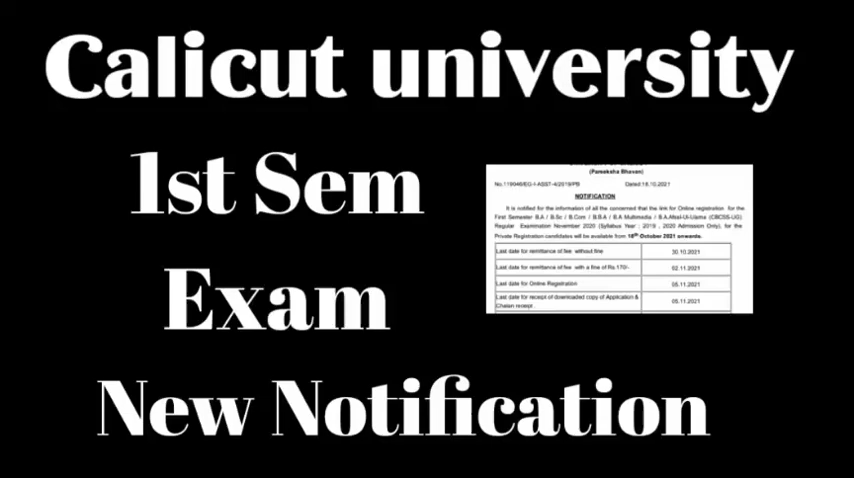 Calicut university
1st Sem
Exam
New Notification
(Pareeksha Bhavan)
No.119046/EG-I-ASST-4/2019/PB Dated:18.10.2021
NOTIFICATION
It is notified for the information of all the concerned that the link for Online registration for the
First Semester B.A / B.Sc / B.Com / B.B.A / B.A Multimedia / B.A.Afsal-Ul-Ulama (CBCSS-UG)
Regular Examination November 2020 (Syllabus Year : 2019 , 2020 Admission Only), for the
Private Registration candidates will be available from October 2021 onwards.
Last date for remittance of fee without fine 30.10.2021
Last date for remittance of fee with a fine of Rs.170/- 02.11.2021
Last date for Online Registration 05.11.2021
Last date for receipt of downloaded copy of Application & 05.11.2021
Chalan receipt .